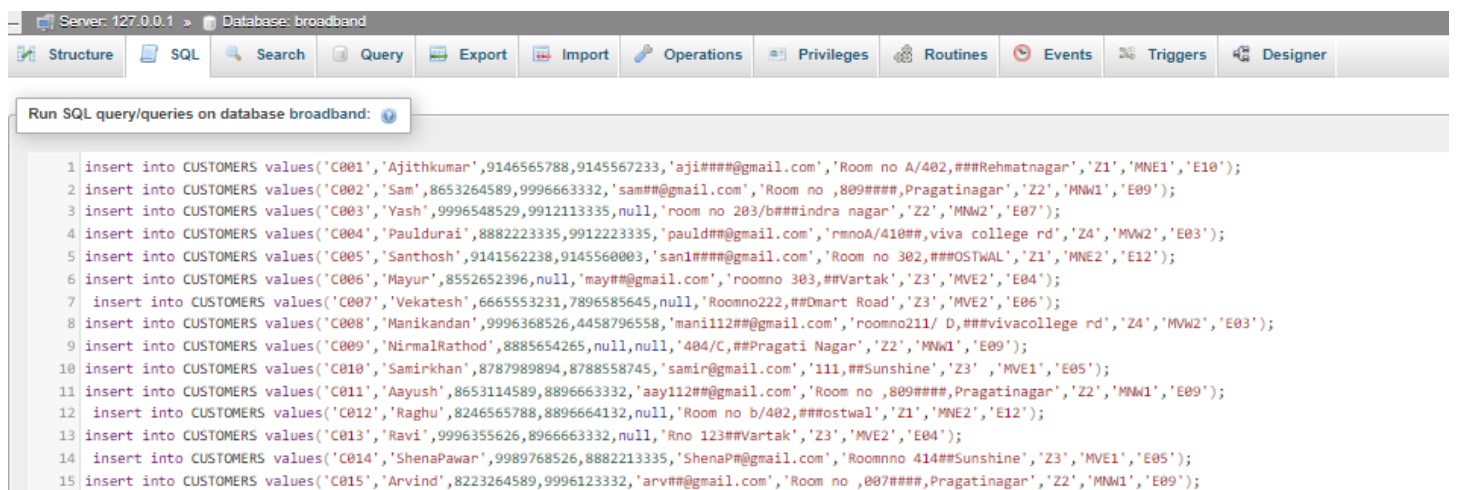 Server: 127.0.0.1 » Database: broadband
Structure SQL Search Query Export Import Operations Privileges Routines Events Triggers Designer
Run SQL query/queries on database broadband:
1 insert into CUSTOMERS values('C001','Ajithkumar',9146565788,9145567233,'aji####@gmail.com','Room no A/402,###Rehmatnagar','Z1','MNE1','E10');
2 insert into CUSTOMERS values('C002','Sam',8653264589,9996663332,'sam##@gmail.com','Room no ,809####,Pragatinagar','Z2','MNW1','E09');
3 insert into CUSTOMERS values('C003','Yash',9996548529,9912113335,null,'room no 203/b###indra nagar','Z2','MNW2','E07');
4 insert into CUSTOMERS values('C004','Pauldurai',8882223335,9912223335,'pauld##@gmail.com','rmnoA/410##,viva college rd','Z4','MVW2','E03');
5 insert into CUSTOMERS values('C005','Santhosh',9141562238,9145560003,'san1####@gmail.com','Room no 302,###OSTWAL','Z1','MNE2','E12');
6 insert into CUSTOMERS values('C006','Mayur',8552652396,null,'may##@gmail.com','roomno 303,##Vartak','Z3','MVE2','E04');
7 insert into CUSTOMERS values('C007','Vekatesh',6665553231,7896585645,null,'Roomno222,##Dmart Road','Z3','MVE2','E06');
8 insert into CUSTOMERS values('C008','Manikandan',9996368526,4458796558,'mani112##@gmail.com','roomno211/ D,###vivacollege rd','Z4','MVW2','E03');
9 insert into CUSTOMERS values('C009','NirmalRathod',8885654265,null,null,'404/C,##Pragati Nagar','Z2','MNW1','E09');
10 insert into CUSTOMERS values('C010','Samirkhan',8787989894,8788558745,'samir@gmail.com','111,##Sunshine','Z3' ,'MVE1','E05');
11 insert into CUSTOMERS values('C011','Aayush',8653114589,8896663332,'aay112##@gmail.com','Room no ,809####,Pragatinagar','Z2','MNW1','E09');
12 insert into CUSTOMERS values('C012','Raghu',8246565788,8896664132,null,'Room no b/402,###ostwal','Z1','MNE2','E12');
13 insert into CUSTOMERS values('C013','Ravi',9996355626,8966663332,null,'Rno 123##Vartak','Z3','MVE2','E04');
14 insert into CUSTOMERS values('C014','ShenaPawar',9989768526,8882213335,'ShenaP#@gmail.com','Roomnno 414##Sunshine','Z3','MVE1','E05');
15 insert into CUSTOMERS values('C015','Arvind',8223264589,9996123332,'arv##@gmail.com','Room no ,007####,Pragatinagar','Z2','MNW1','E09');